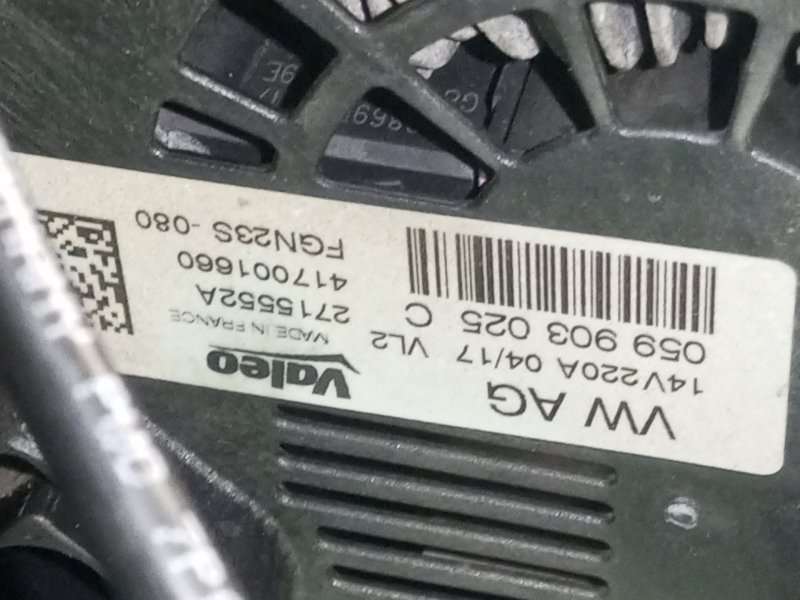 VW AG
14V220A 04/17 VL2
059 903 025 C
Valeo
MADE IN FRANCE
2715552A
417001660
FGN23S -080